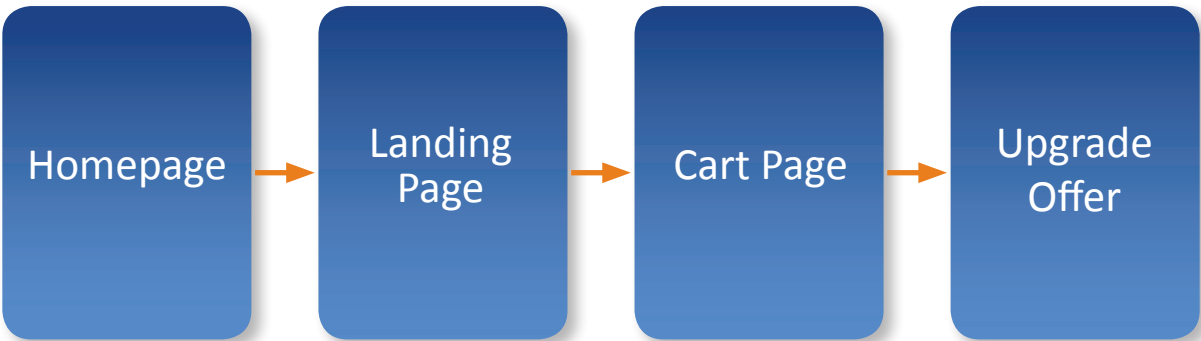 Homepage
Landing
Page
Cart Page
Upgrade
Offer